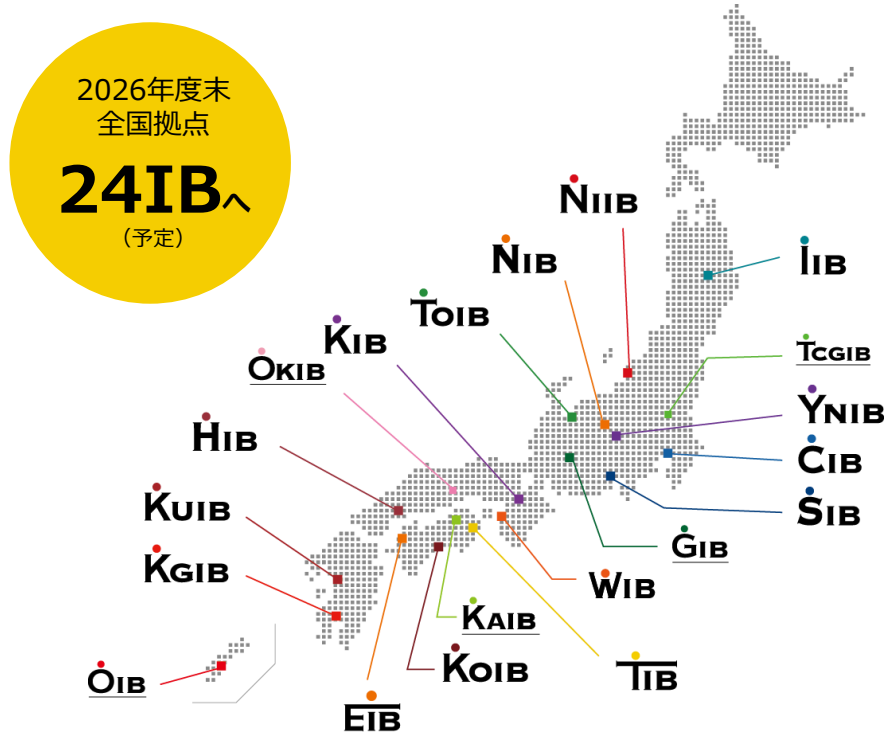 2026年度末
全国拠点
24IBへ
（予定）
NIIB
NIB
IIB
TOIB
KIB
OKIB
TCGIB
YNIB
HIB
CIB
KUIB
SIB
GIB
KGIB
WIB
KAIB
KOIB
OIB
TIB
EIB